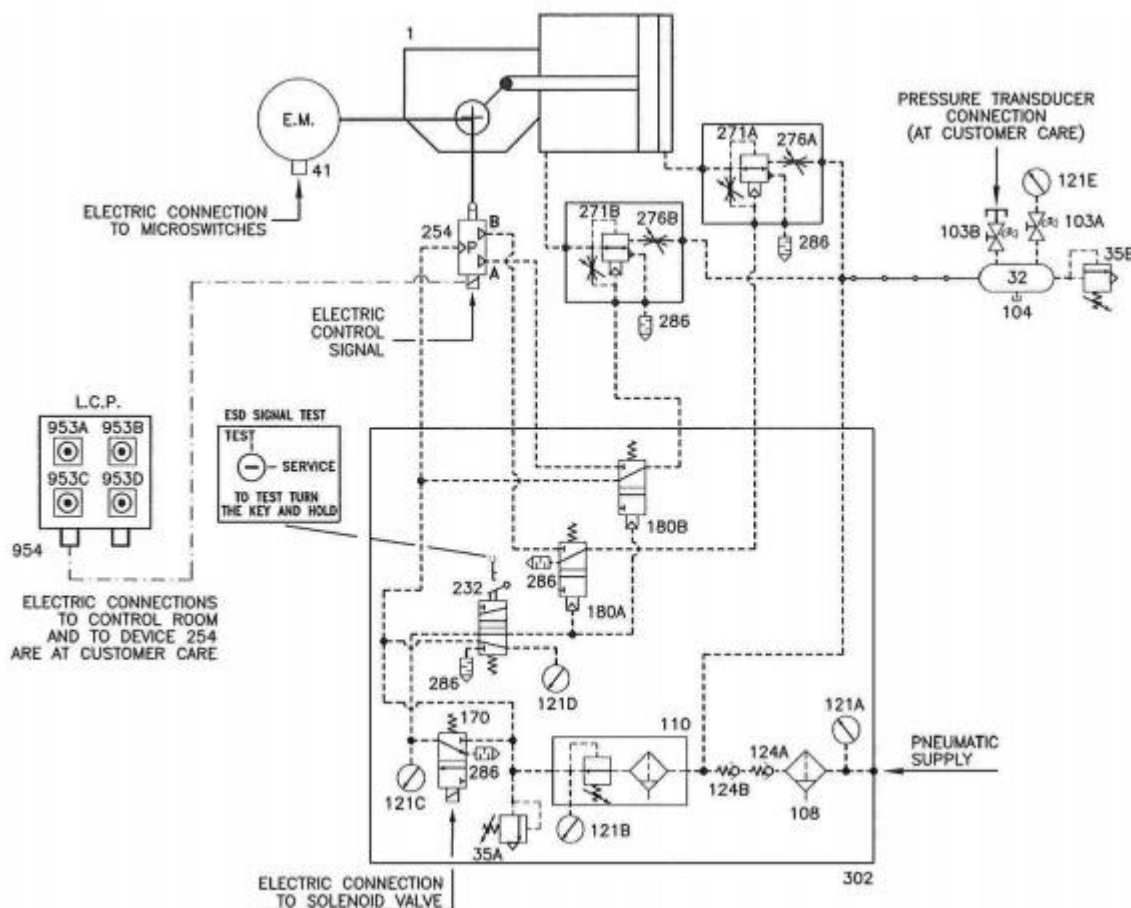 1
E.M.
41
ELECTRIC CONNECTION
TO MICROSWITCHES
254
B
P
A
ELECTRIC
CONTROL
SIGNAL
271A
276A
286
271B
276B
286
PRESSURE TRANSDUCER
CONNECTION
(AT CUSTOMER CARE)
121E
103B
103A
35B
32
104
L.C.P.
953A
953B
953C
953D
954
ELECTRIC CONNECTIONS
TO CONTROL ROOM
AND TO DEVICE 254
ARE AT CUSTOMER CARE
ESD SIGNAL TEST
TEST
SERVICE
TO TEST TURN
THE KEY AND HOLD
180B
286
180A
232
286
121D
170
286
121C
110
121A
124A
124B
108
121B
35A
302
PNEUMATIC
SUPPLY
ELECTRIC CONNECTION
TO SOLENOID VALVE